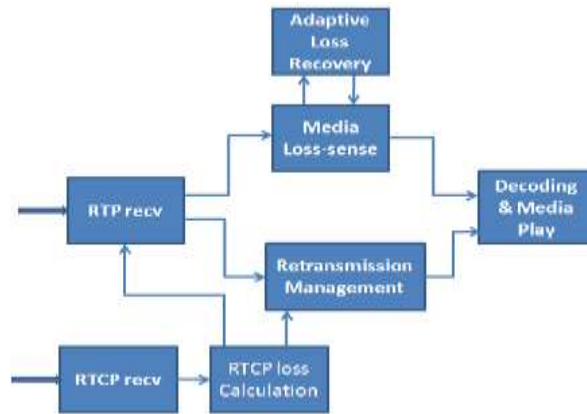 Adaptive
Loss
Recovery
Media
Loss-sense
RTP recv
Decoding
& Media
Play
Retransmission
Management
RTCP recv
RTCP loss
Calculation